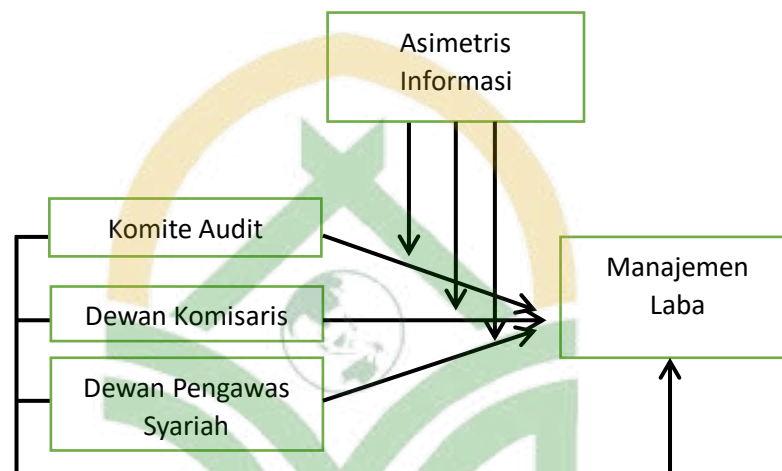 Asimetris
Informasi
Komite Audit
Manajemen
Laba
Dewan Komisaris
Dewan Pengawas
Syariah